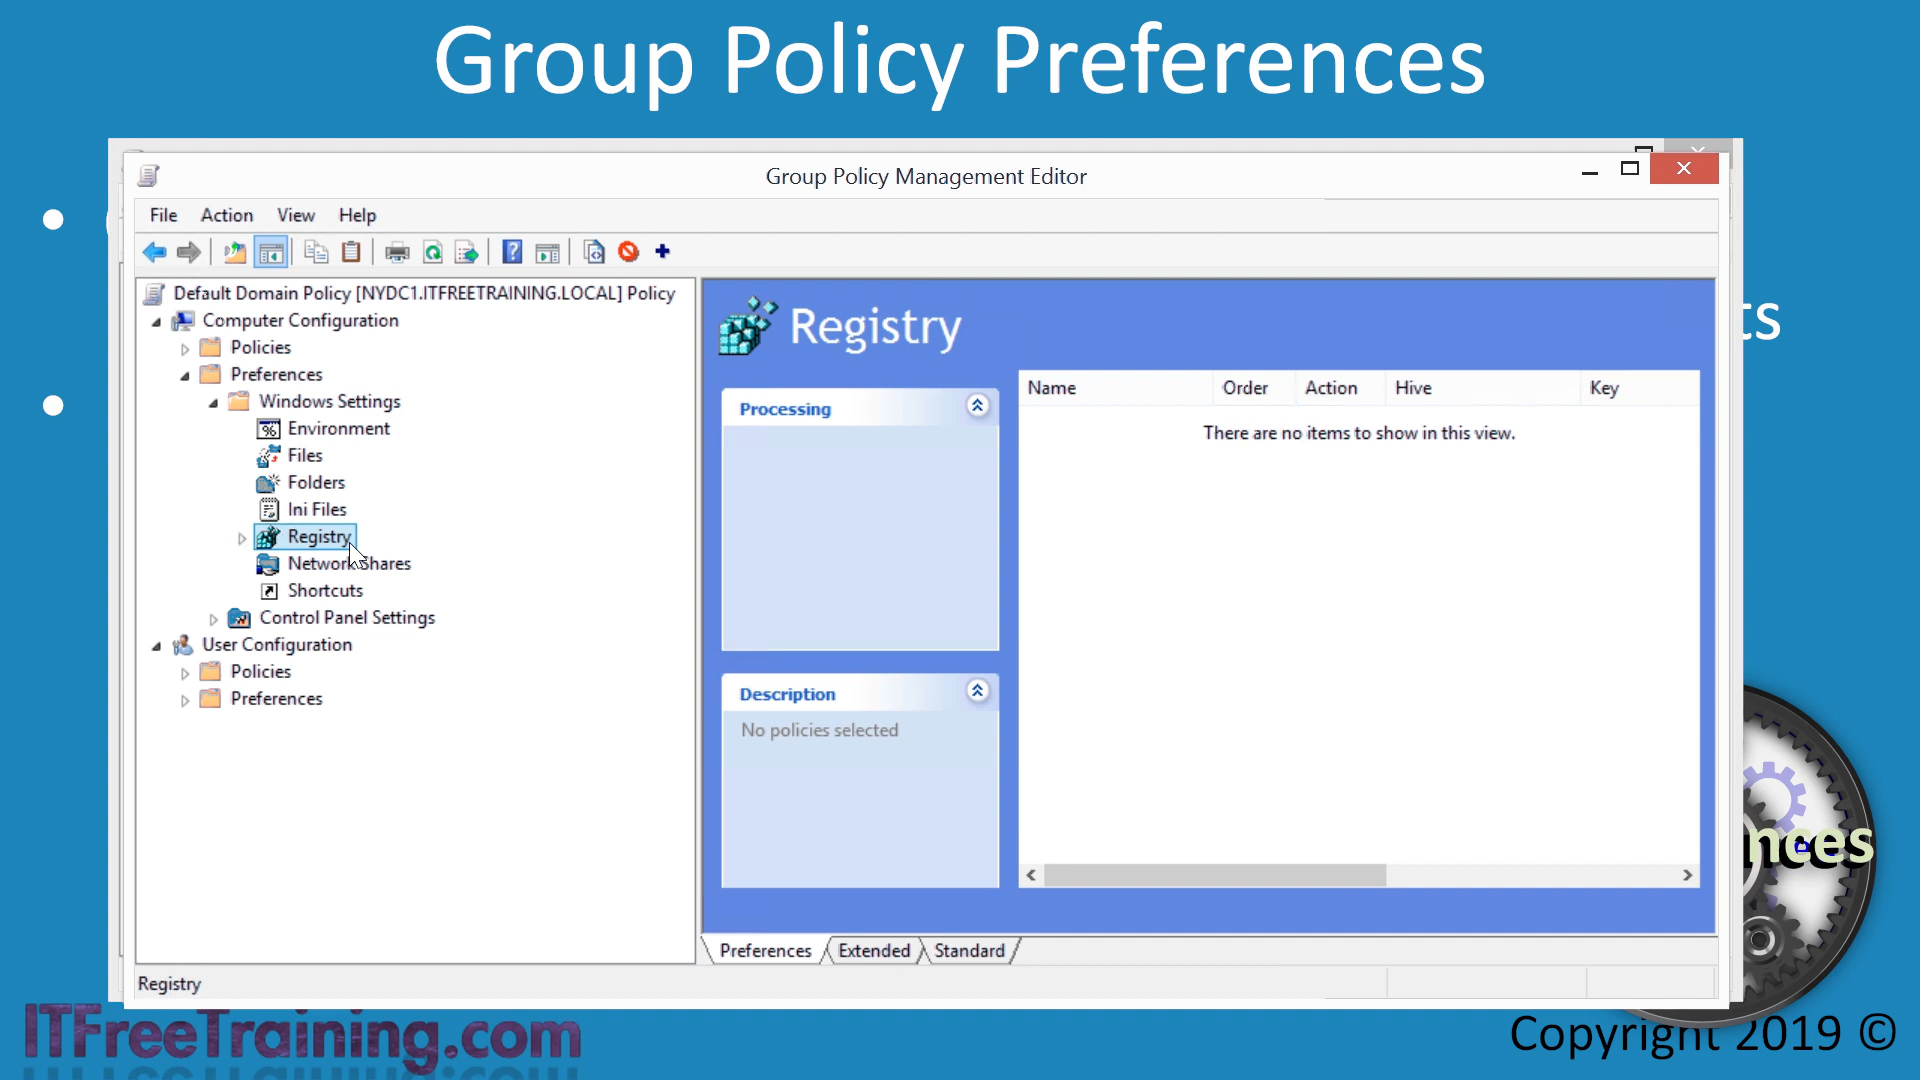 Group Policy Preferences
Group Policy Management Editor
File Action View Help
Default Domain Policy [NYDC1.ITFREETRAINING.LOCAL] Policy
Computer Configuration
Policies
Preferences
Windows Settings
Environment
Files
Folders
Ini Files
Registry
Network Shares
Shortcuts
Control Panel Settings
User Configuration
Policies
Preferences
Registry
Processing
Description
No policies selected
Name Order Action Hive Key
There are no items to show in this view.
Preferences Extended Standard
Registry
ITFreeTraining.com
Copyright 2019 ©